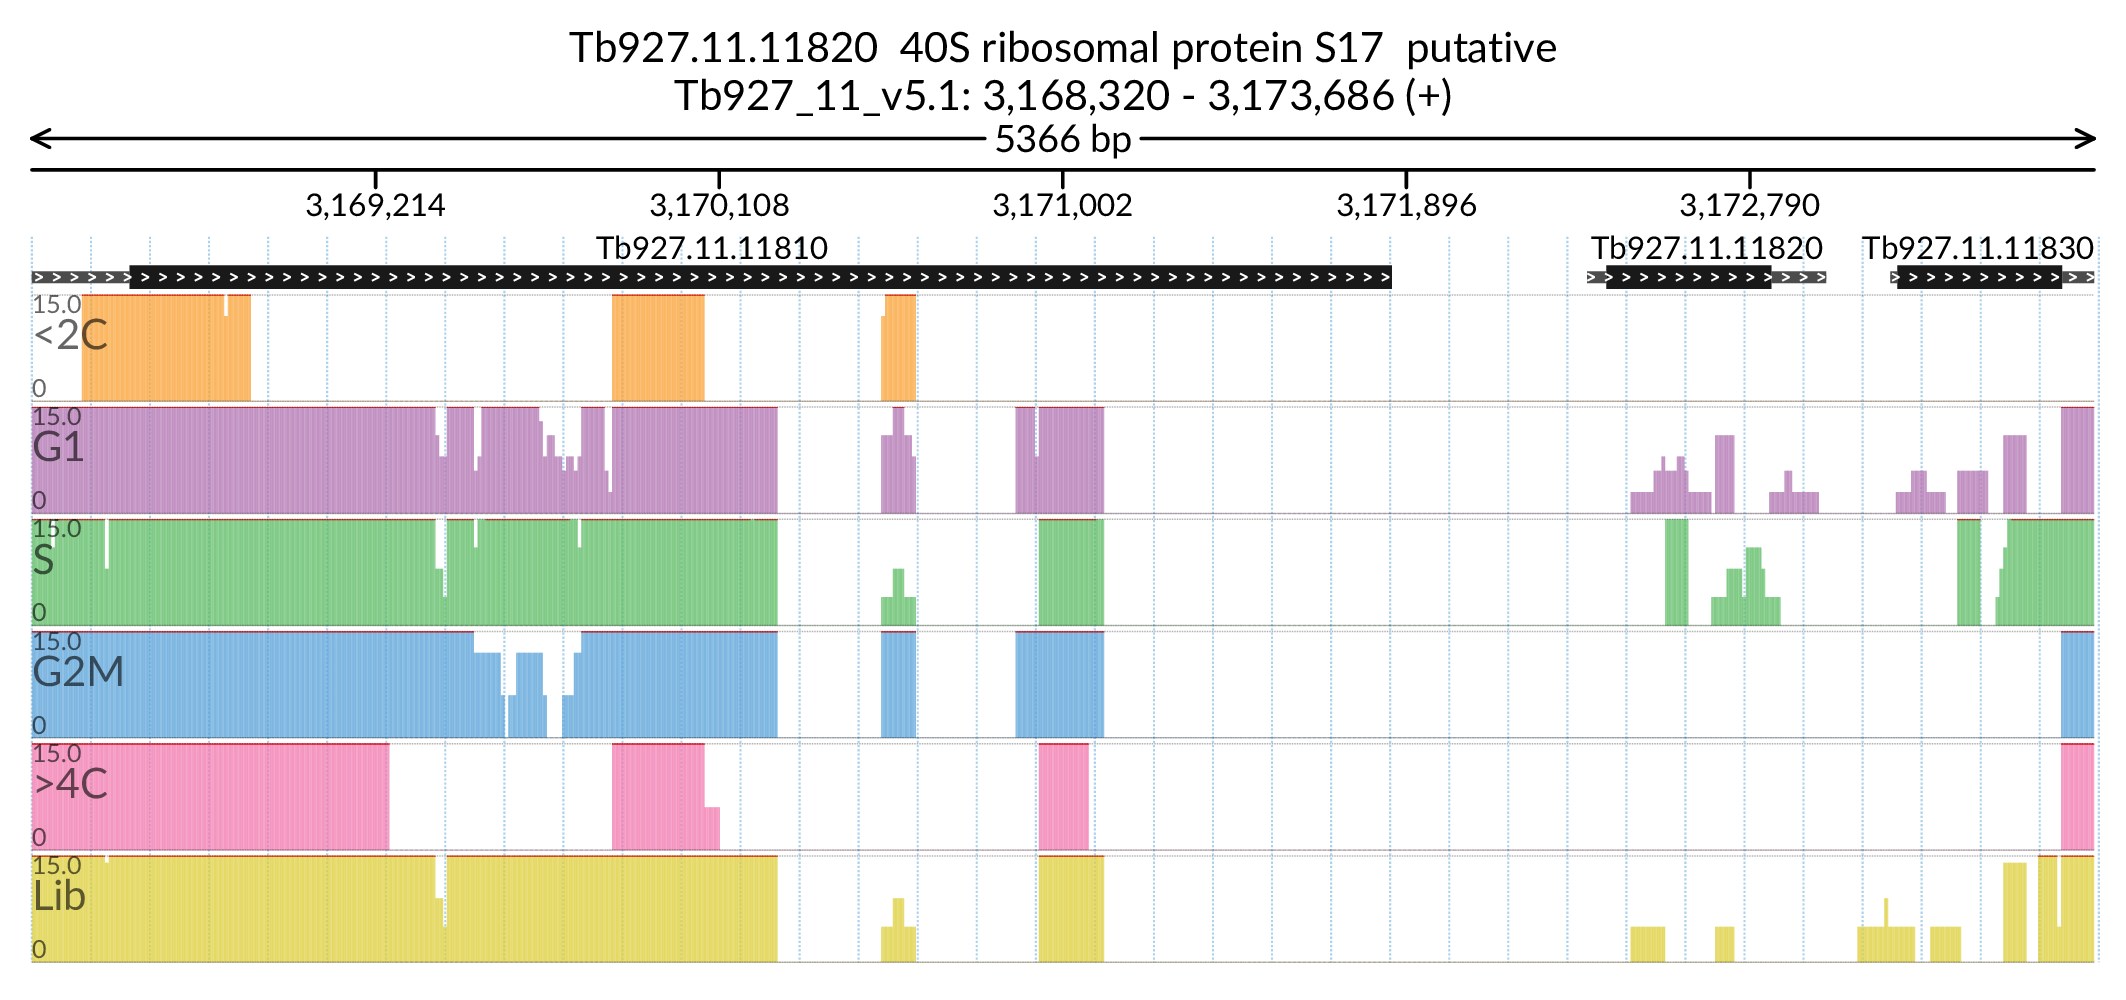 Tb927.11.11820  40S ribosomal protein S17  putative
Tb927_11_v5.1: 3,168,320 - 3,173,686 (+)
5366 bp
3,169,214 3,170,108 3,171,002 3,171,896 3,172,790
Tb927.11.11810 Tb927.11.11820 Tb927.11.11830
15.0
<2C
0
15.0
G1
0
15.0
S
0
15.0
G2M
0
15.0
>4C
0
15.0
Lib
0